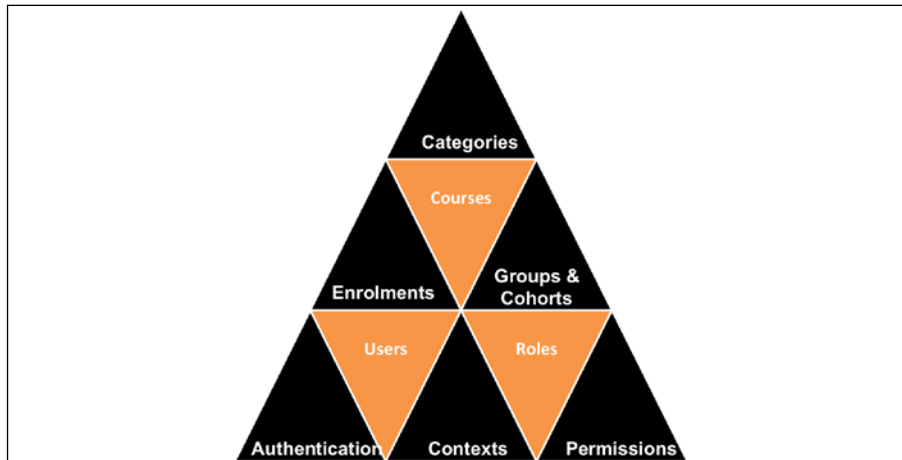 Categories
Courses
Enrolments
Groups &
Cohorts
Users
Roles
Authentication
Contexts
Permissions